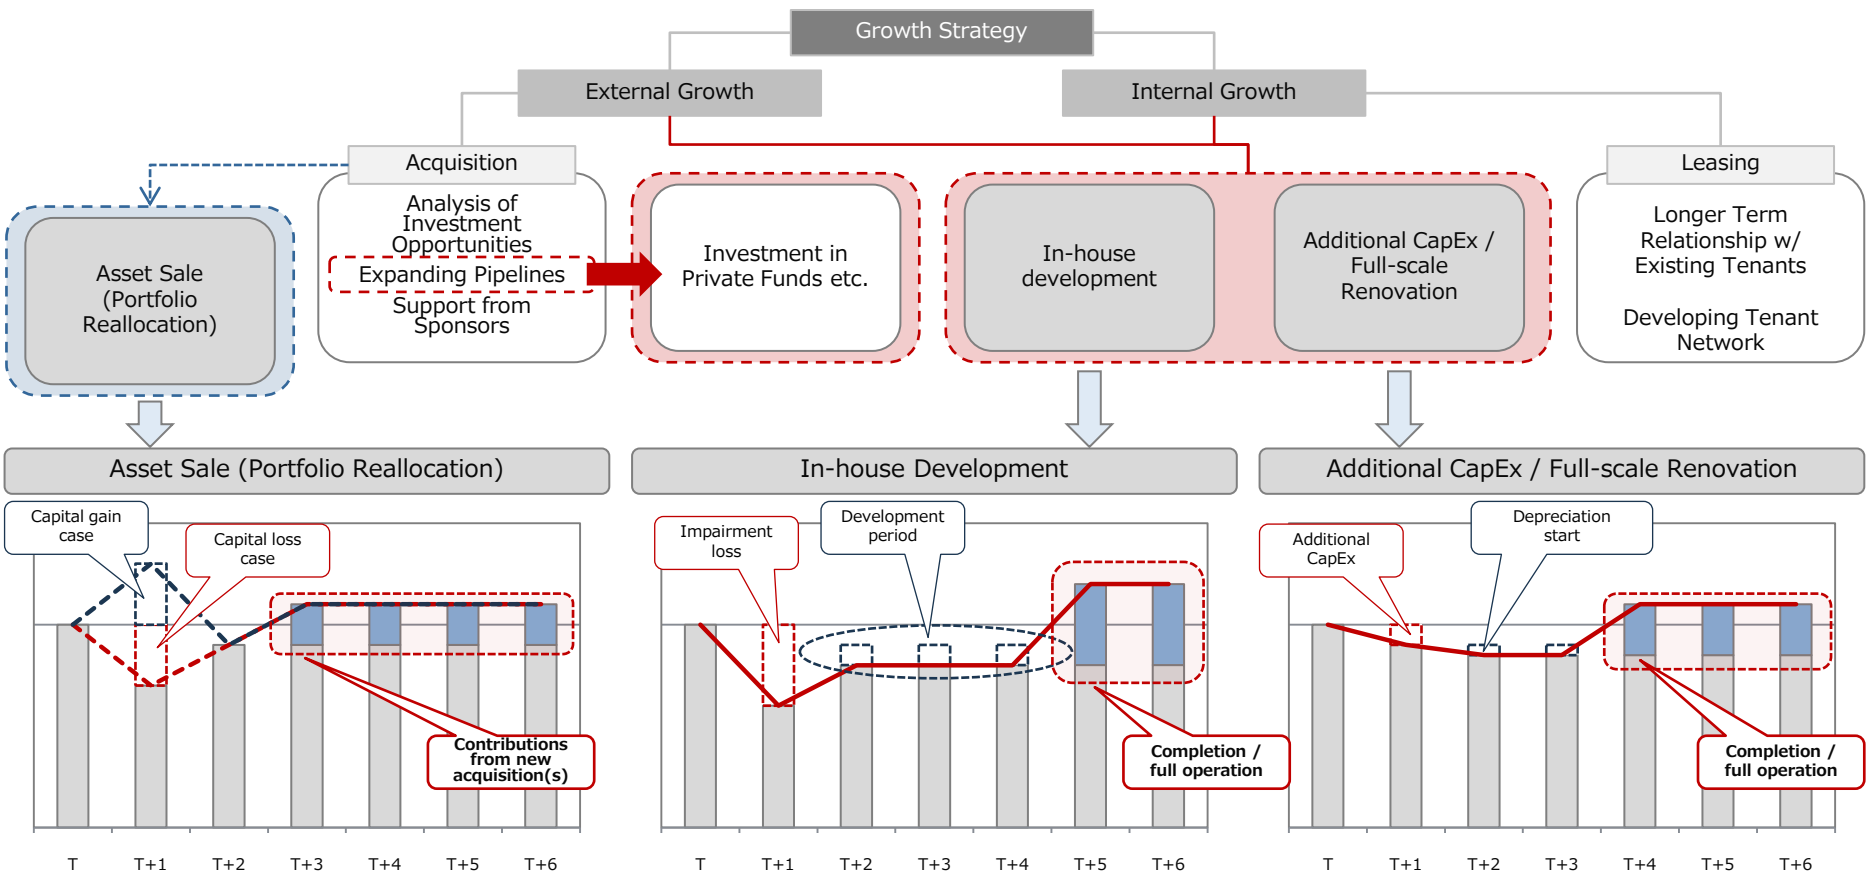 Growth Strategy
External Growth
Internal Growth
Acquisition
Analysis of
Investment
Opportunities
Expanding Pipelines
Support from
Sponsors
Leasing
Longer Term
Relationship w/
Existing Tenants
Developing Tenant
Network
Asset Sale
(Portfolio
Reallocation)
Investment in
Private Funds etc.
In-house
development
Additional CapEx /
Full-scale
Renovation
Asset Sale (Portfolio Reallocation)
Capital gain
case
Capital loss
case
Contributions
from new
acquisition(s)
T T+1 T+2 T+3 T+4 T+5 T+6
In-house Development
Impairment
loss
Development
period
Completion /
full operation
T T+1 T+2 T+3 T+4 T+5 T+6
Additional CapEx / Full-scale Renovation
Additional
CapEx
Depreciation
start
Completion /
full operation
T T+1 T+2 T+3 T+4 T+5 T+6